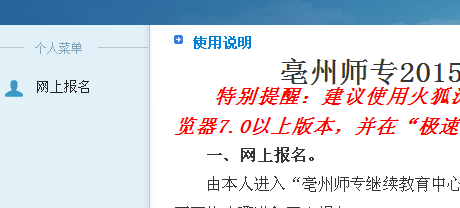 个人菜单
网上报名
使用说明
亳州师专2015
特别提醒：建议使用火狐
览器7.0以上版本，并在“极速
一、网上报名。
由本人进入“亳州师专继续教育中心